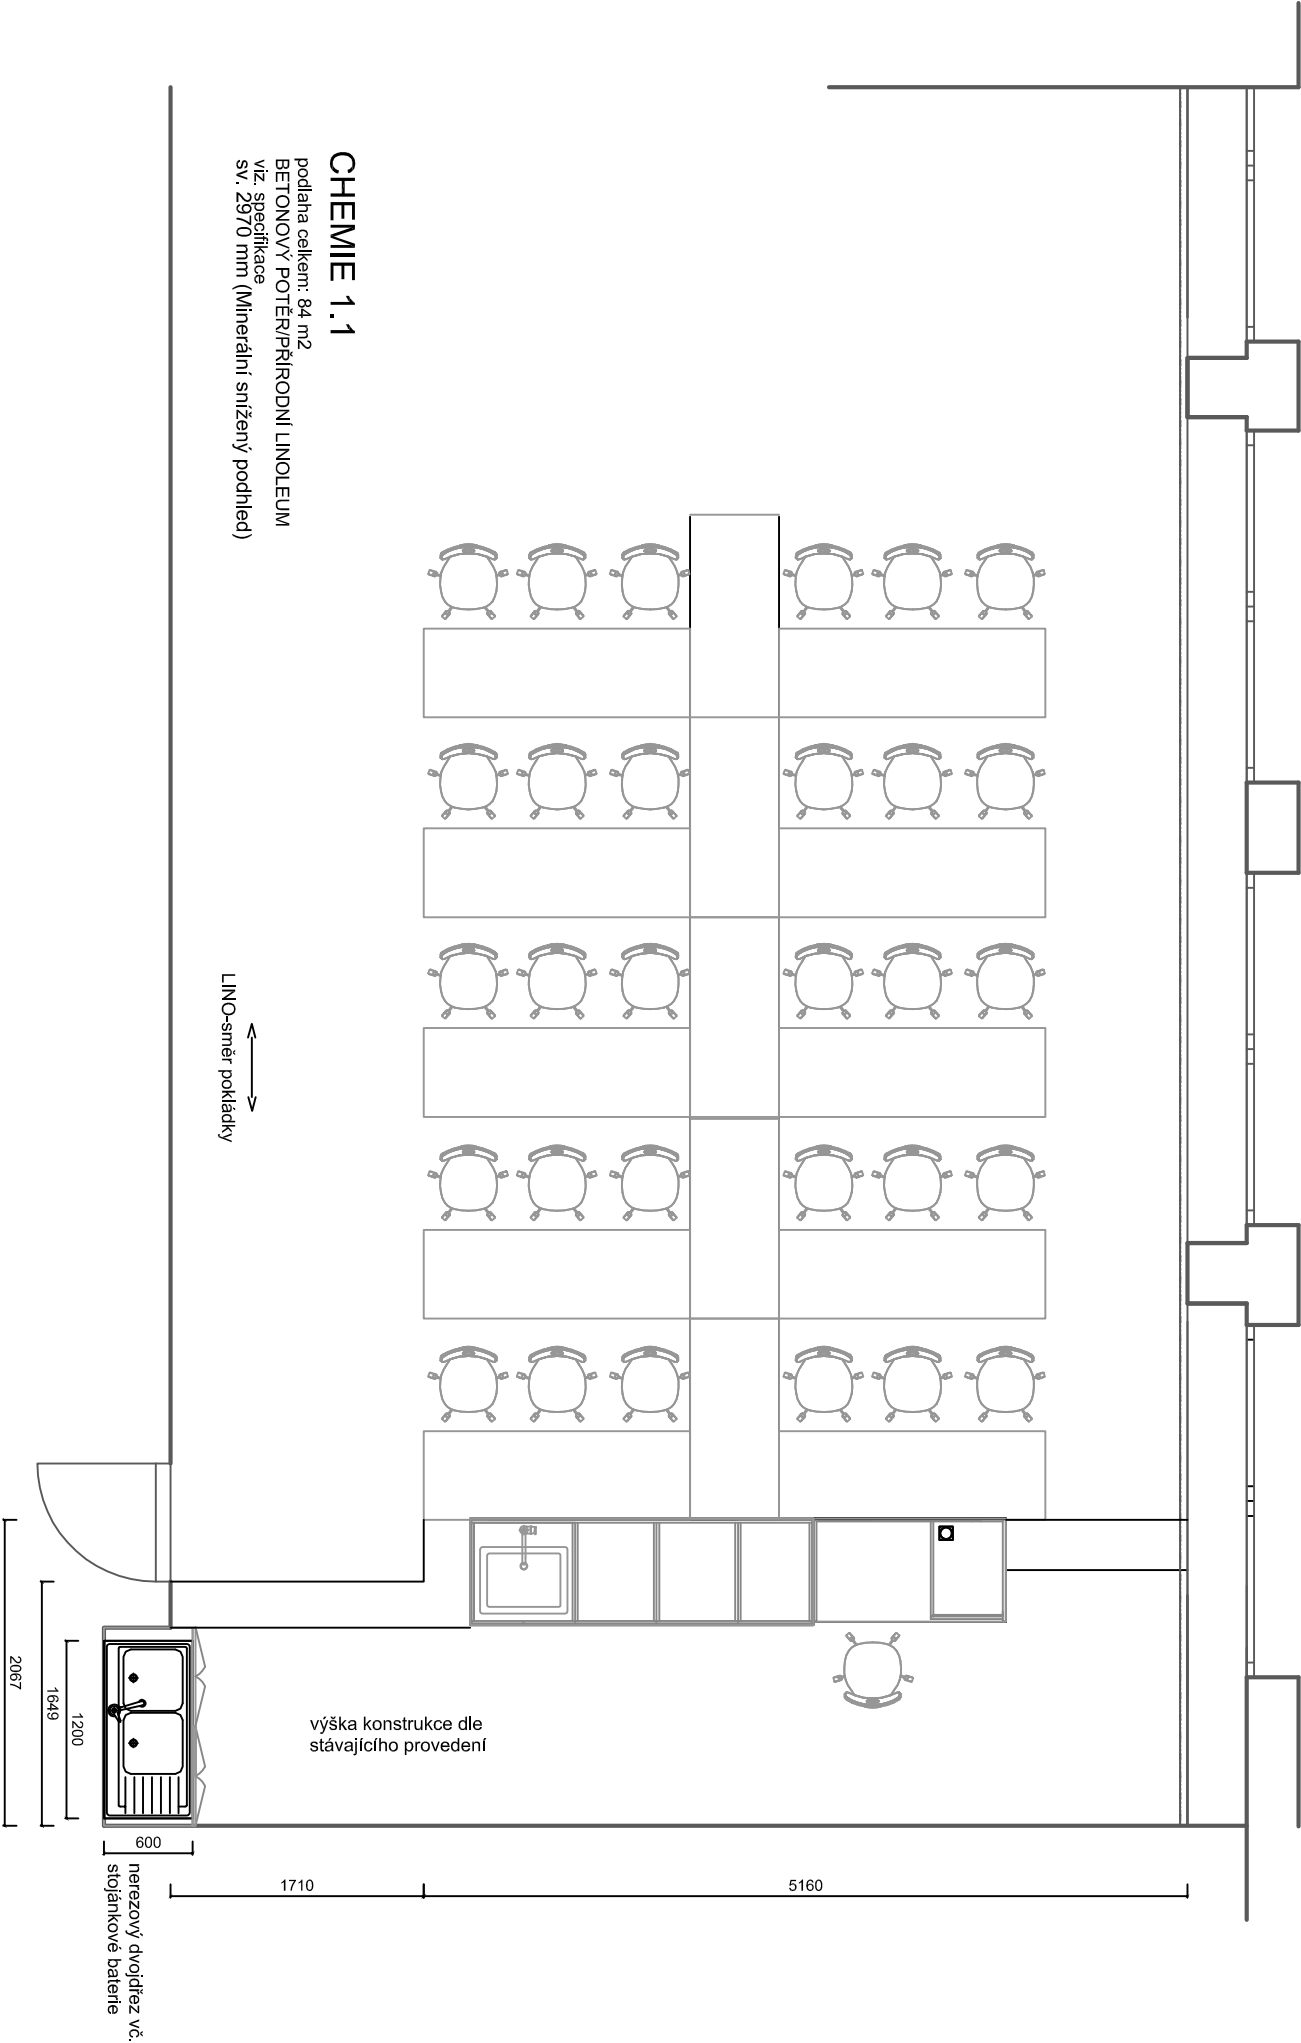 CHEMIE 1.1
podlaha celkem: 84 m2
BETONOVÝ POTĚR/PŘÍRODNÍ LINOLEUM
viz. specifikace
sv. 2970 mm (Minerální snížený podhled)
LINO-směr pokládky
výška konstrukce dle
stávajícího provedení
2067
1649
1200
600
1710
5160
nerezový dvojdřez vč.
stojánkové baterie